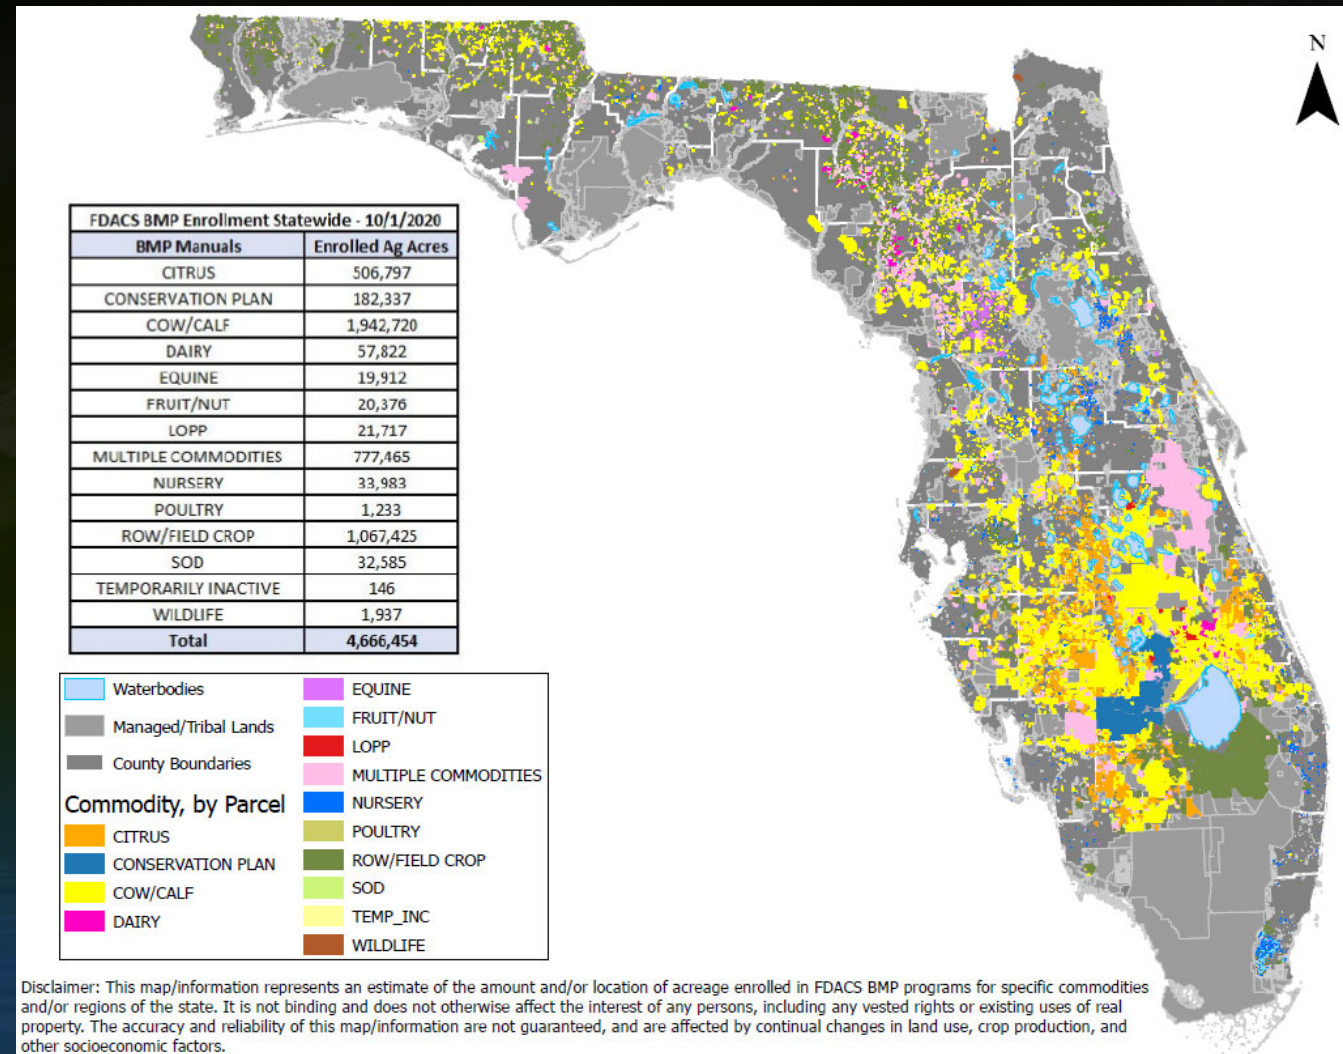 N
FDACS BMP Enrollment Statewide - 10/1/2020
BMP Manuals Enrolled Ag Acres
CITRUS 506,797
CONSERVATION PLAN 182,337
COW/CALF 1,942,720
DAIRY 57,822
EQUINE 19,912
FRUIT/NUT 20,376
LOPP 21,717
MULTIPLE COMMODITIES 777,465
NURSERY 33,983
POULTRY 1,233
ROW/FIELD CROP 1,067,425
SOD 32,585
TEMPORARILY INACTIVE 146
WILDLIFE 1,937
Total 4,666,454
Waterbodies
Managed/Tribal Lands
County Boundaries
Commodity, by Parcel
CITRUS
CONSERVATION PLAN
COW/CALF
DAIRY
EQUINE
FRUIT/NUT
LOPP
MULTIPLE COMMODITIES
NURSERY
POULTRY
ROW/FIELD CROP
SOD
TEMP_INC
WILDLIFE
Disclaimer: This map/information represents an estimate of the amount and/or location of acreage enrolled in FDACS BMP programs for specific commodities
and/or regions of the state. It is not binding and does not otherwise affect the interest of any persons, including any vested rights or existing uses of real
property. The accuracy and reliability of this map/information are not guaranteed, and are affected by continual changes in land use, crop production, and
other socioeconomic factors.